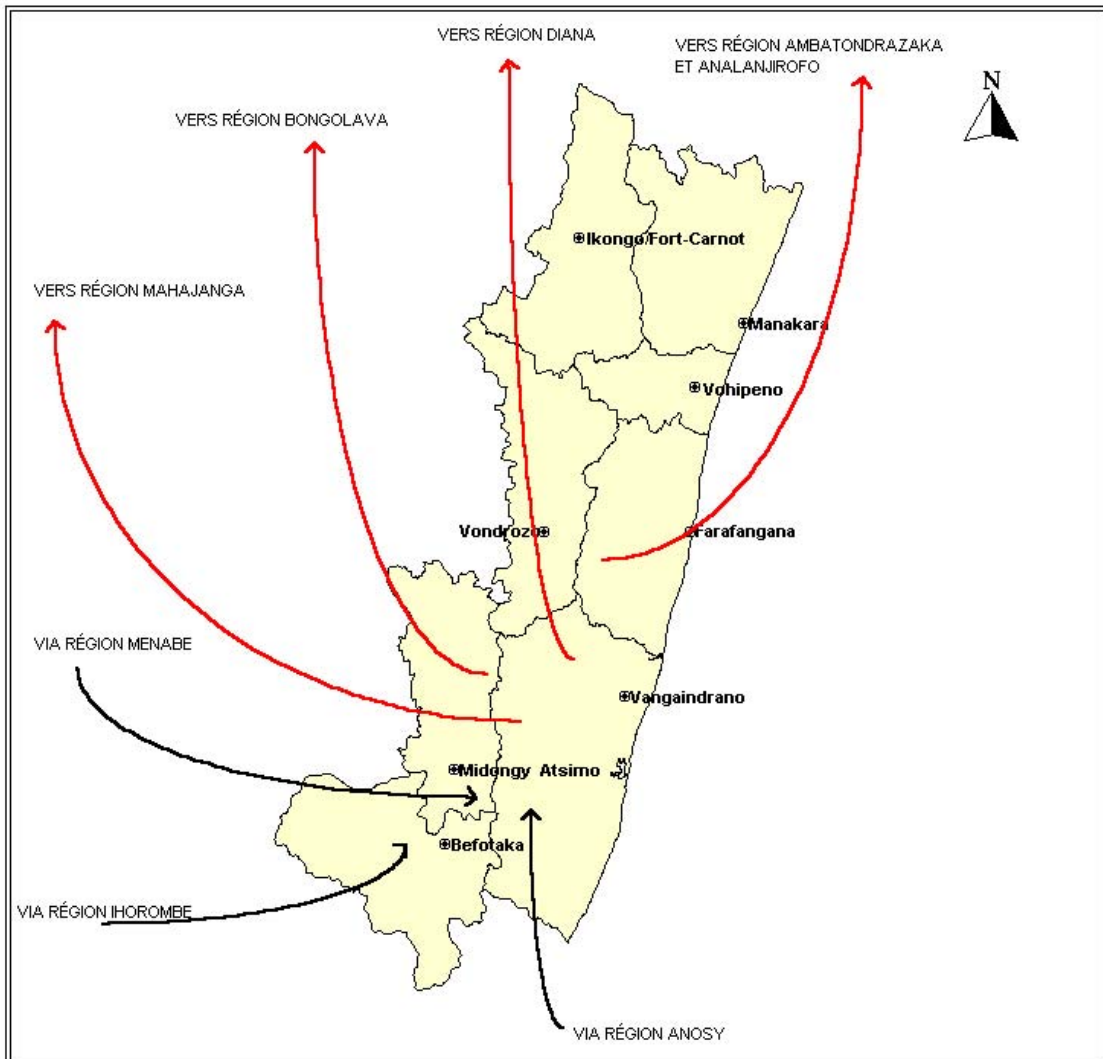 VERS RÉGION DIANA
VERS RÉGION AMBATONDRAZAKA
ET ANALANJIROFO
N
VERS RÉGION BONGOLAVA
Ikongo/Fort-Carnot
VERS RÉGION MAHAJANGA
Manakara
Vohipeno
Vondrozo
Farafangana
VIA RÉGION MENABE
Vangaindrano
Midongy Atsimo
Befotaka
VIA RÉGION IHOROMBE
VIA RÉGION ANOSY